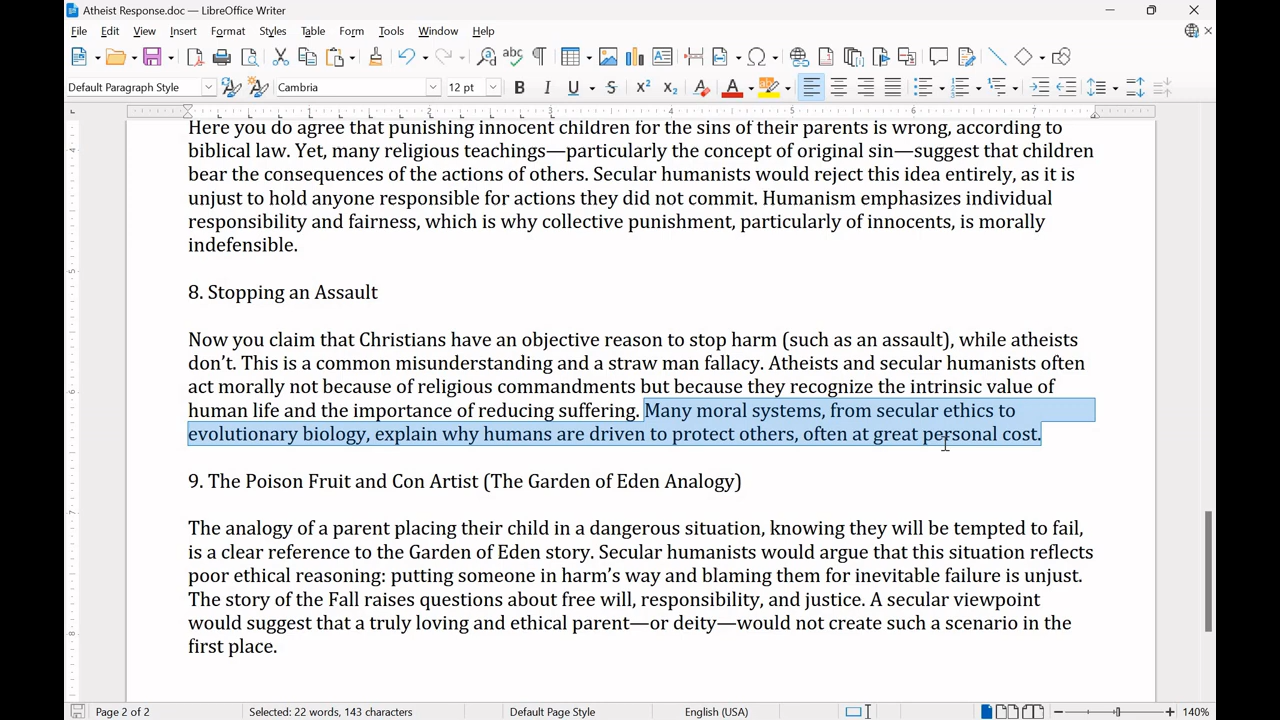 Atheist Response.doc — LibreOffice Writer
File Edit View Insert Format Styles Table Form Tools Window Help
Default Paragraph Style Cambria 12 pt
3 4 5 6 7
Here you do agree that punishing innocent children for the sins of their parents is wrong, according to
biblical law. Yet, many religious teachings—particularly the concept of original sin—suggest that children
bear the consequences of the actions of others. Secular humanists would reject this idea entirely, as it is
unjust to hold anyone responsible for actions they did not commit. Humanism emphasizes individual
responsibility and fairness, which is why collective punishment, particularly of innocents, is morally
indefensible.
8. Stopping an Assault
Now you claim that Christians have an objective reason to stop harm (such as an assault), while atheists
don't. This is a common misunderstanding and a straw man fallacy. Atheists and secular humanists often
act morally not because of religious commandments but because they recognize the intrinsic value of
human life and the importance of reducing suffering. Many moral systems, from secular ethics to
evolutionary biology, explain why humans are driven to protect others, often at great personal cost.
9. The Poison Fruit and Con Artist (The Garden of Eden Analogy)
The analogy of a parent placing their child in a dangerous situation, knowing they will be tempted to fail,
is a clear reference to the Garden of Eden story. Secular humanists would argue that this situation reflects
poor ethical reasoning: putting someone in harm's way and blaming them for inevitable failure is unjust.
The story of the Fall raises questions about free will, responsibility, and justice. A secular viewpoint
would suggest that a truly loving and ethical parent—or deity—would not create such a scenario in the
first place.
Page 2 of 2 Selected: 22 words, 143 characters Default Page Style English (USA) 140%